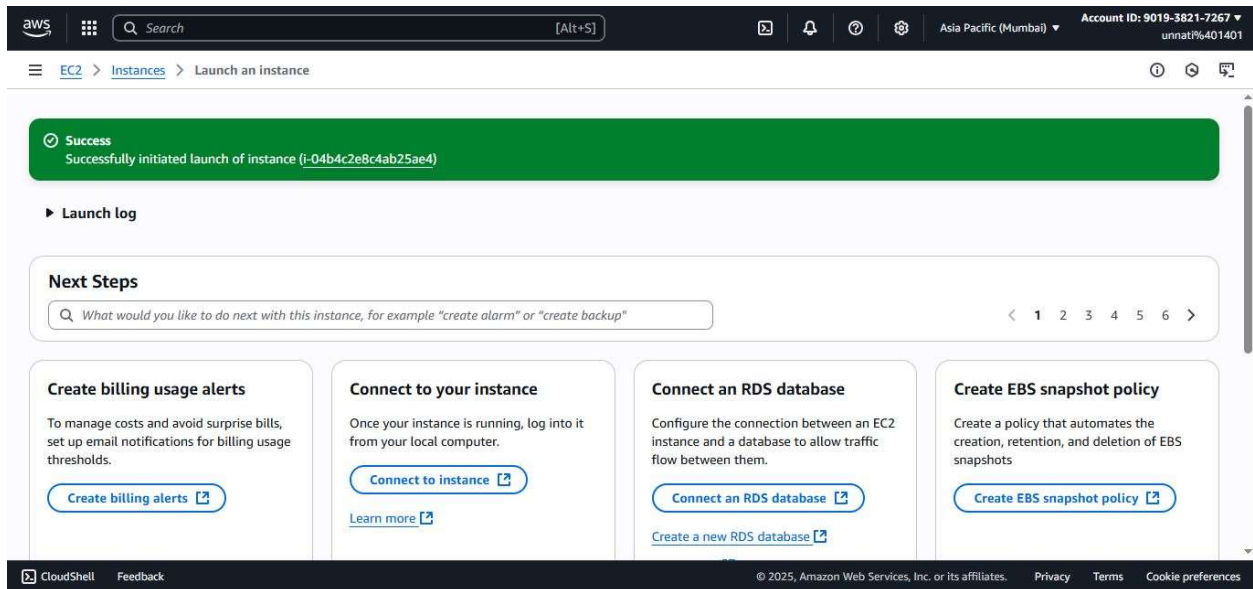 aws
Search [Alt+S]
Asia Pacific (Mumbai) ▼
Account ID: 9019-3821-7267 ▼
unnati%401401
EC2 > Instances > Launch an instance
Success
Successfully initiated launch of instance (i-04b4c2e8c4ab25ae4)
Launch log
Next Steps
What would you like to do next with this instance, for example "create alarm" or "create backup"
1 2 3 4 5 6
Create billing usage alerts
To manage costs and avoid surprise bills,
set up email notifications for billing usage
thresholds.
Create billing alerts
Connect to your instance
Once your instance is running, log into it
from your local computer.
Connect to instance
Learn more
Connect an RDS database
Configure the connection between an EC2
instance and a database to allow traffic
flow between them.
Connect an RDS database
Create a new RDS database
Create EBS snapshot policy
Create a policy that automates the
creation, retention, and deletion of EBS
snapshots
Create EBS snapshot policy
CloudShell Feedback
© 2025, Amazon Web Services, Inc. or its affiliates. Privacy Terms Cookie preferences